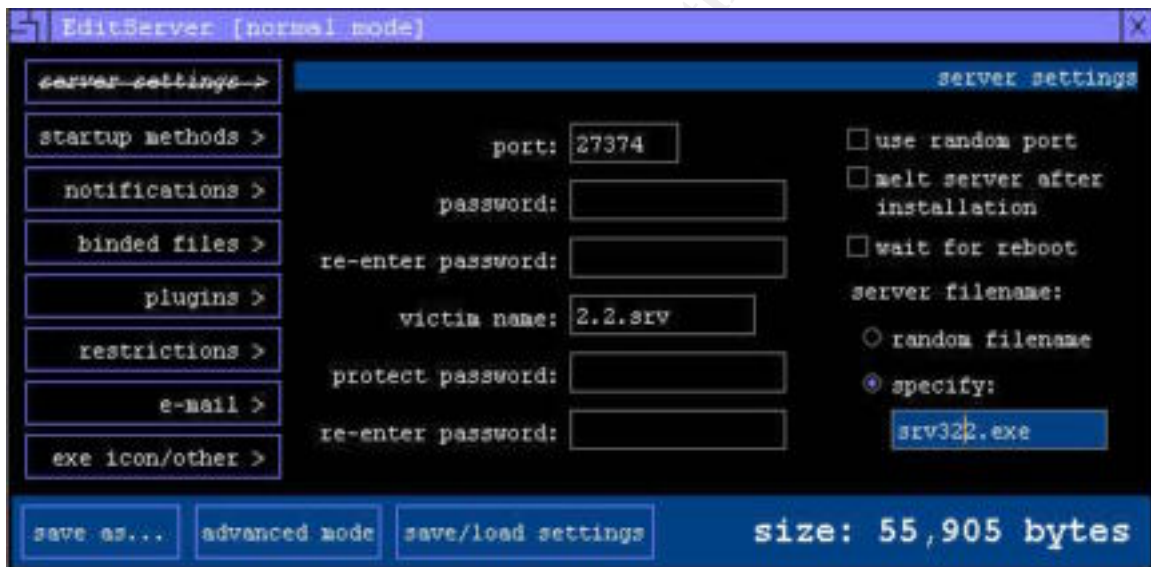 EditServer [normal mode]
server settings >
startup methods >
notifications >
binded files >
plugins >
restrictions >
e-mail >
exe icon/other >
server settings
port: 27374
password:
re-enter password:
victim name: 2.2.srv
protect password:
re-enter password:
use random port
melt server after
installation
wait for reboot
server filename:
random filename
specify:
srv322.exe
save as...
advanced mode
save/load settings
size: 55,905 bytes